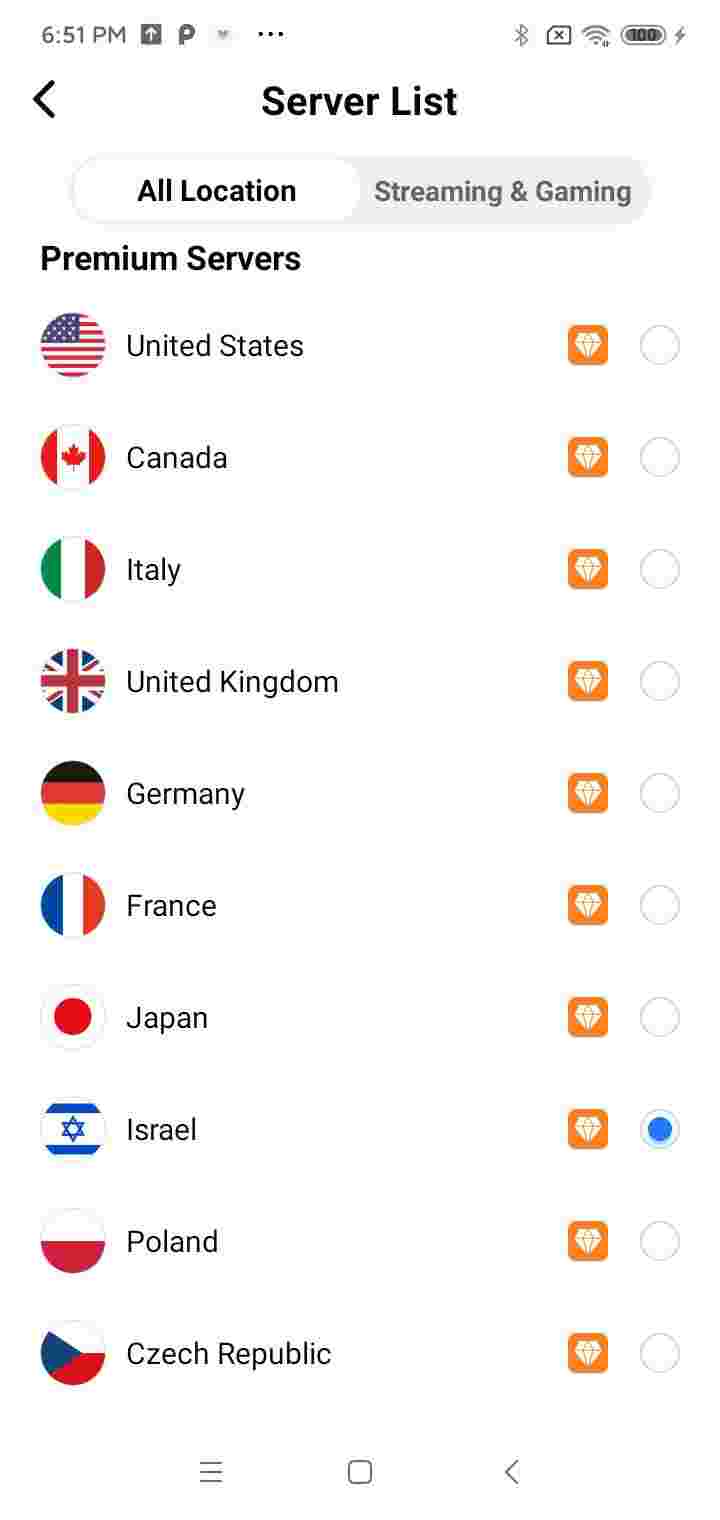 6:51 PM
100
Server List
All Location
Streaming & Gaming
Premium Servers
United States
Canada
Italy
United Kingdom
Germany
France
Japan
Israel
Poland
Czech Republic